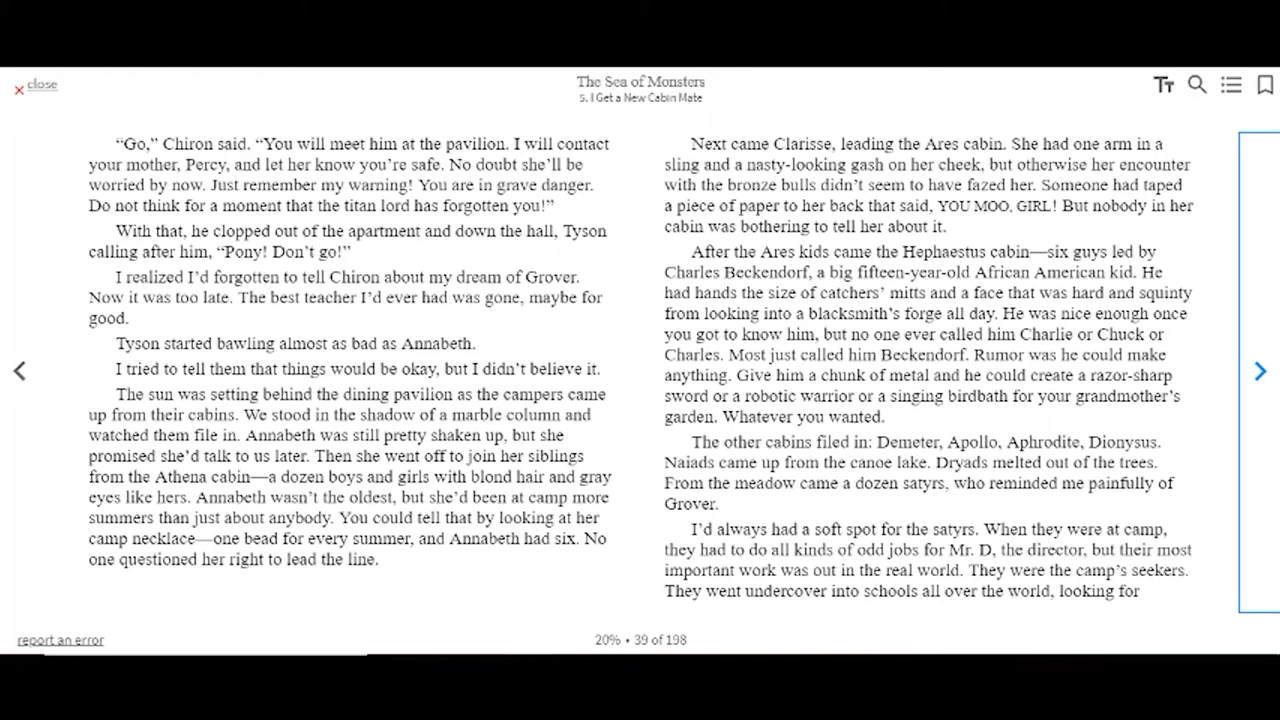 close
The Sea of Monsters
5. I Get a New Cabin Mate
“Go,” Chiron said. “You will meet him at the pavilion. I will contact
your mother, Percy, and let her know you’re safe. No doubt she’ll be
worried by now. Just remember my warning! You are in grave danger.
Do not think for a moment that the titan lord has forgotten you!”
With that, he clopped out of the apartment and down the hall, Tyson
calling after him, “Pony! Don’t go!”
I realized I’d forgotten to tell Chiron about my dream of Grover.
Now it was too late. The best teacher I’d ever had was gone, maybe for
good.
Tyson started bawling almost as bad as Annabeth.
I tried to tell them that things would be okay, but I didn’t believe it.
The sun was setting behind the dining pavilion as the campers came
up from their cabins. We stood in the shadow of a marble column and
watched them file in. Annabeth was still pretty shaken up, but she
promised she’d talk to us later. Then she went off to join her siblings
from the Athena cabin—a dozen boys and girls with blond hair and gray
eyes like hers. Annabeth wasn’t the oldest, but she’d been at camp more
summers than just about anybody. You could tell that by looking at her
camp necklace—one bead for every summer, and Annabeth had six. No
one questioned her right to lead the line.
Next came Clarisse, leading the Ares cabin. She had one arm in a
sling and a nasty-looking gash on her cheek, but otherwise her encounter
with the bronze bulls didn’t seem to have fazed her. Someone had taped
a piece of paper to her back that said, YOU MOO, GIRL! But nobody in her
cabin was bothering to tell her about it.
After the Ares kids came the Hephaestus cabin—six guys led by
Charles Beckendorf, a big fifteen-year-old African American kid. He
had hands the size of catchers’ mitts and a face that was hard and squinty
from looking into a blacksmith’s forge all day. He was nice enough once
you got to know him, but no one ever called him Charlie or Chuck or
Charles. Most just called him Beckendorf. Rumor was he could make
anything. Give him a chunk of metal and he could create a razor-sharp
sword or a robotic warrior or a singing birdbath for your grandmother’s
garden. Whatever you wanted.
The other cabins filed in: Demeter, Apollo, Aphrodite, Dionysus.
Naiads came up from the canoe lake. Dryads melted out of the trees.
From the meadow came a dozen satyrs, who reminded me painfully of
Grover.
I’d always had a soft spot for the satyrs. When they were at camp,
they had to do all kinds of odd jobs for Mr. D, the director, but their most
important work was out in the real world. They were the camp’s seekers.
They went undercover into schools all over the world, looking for
report an error
20% • 39 of 198